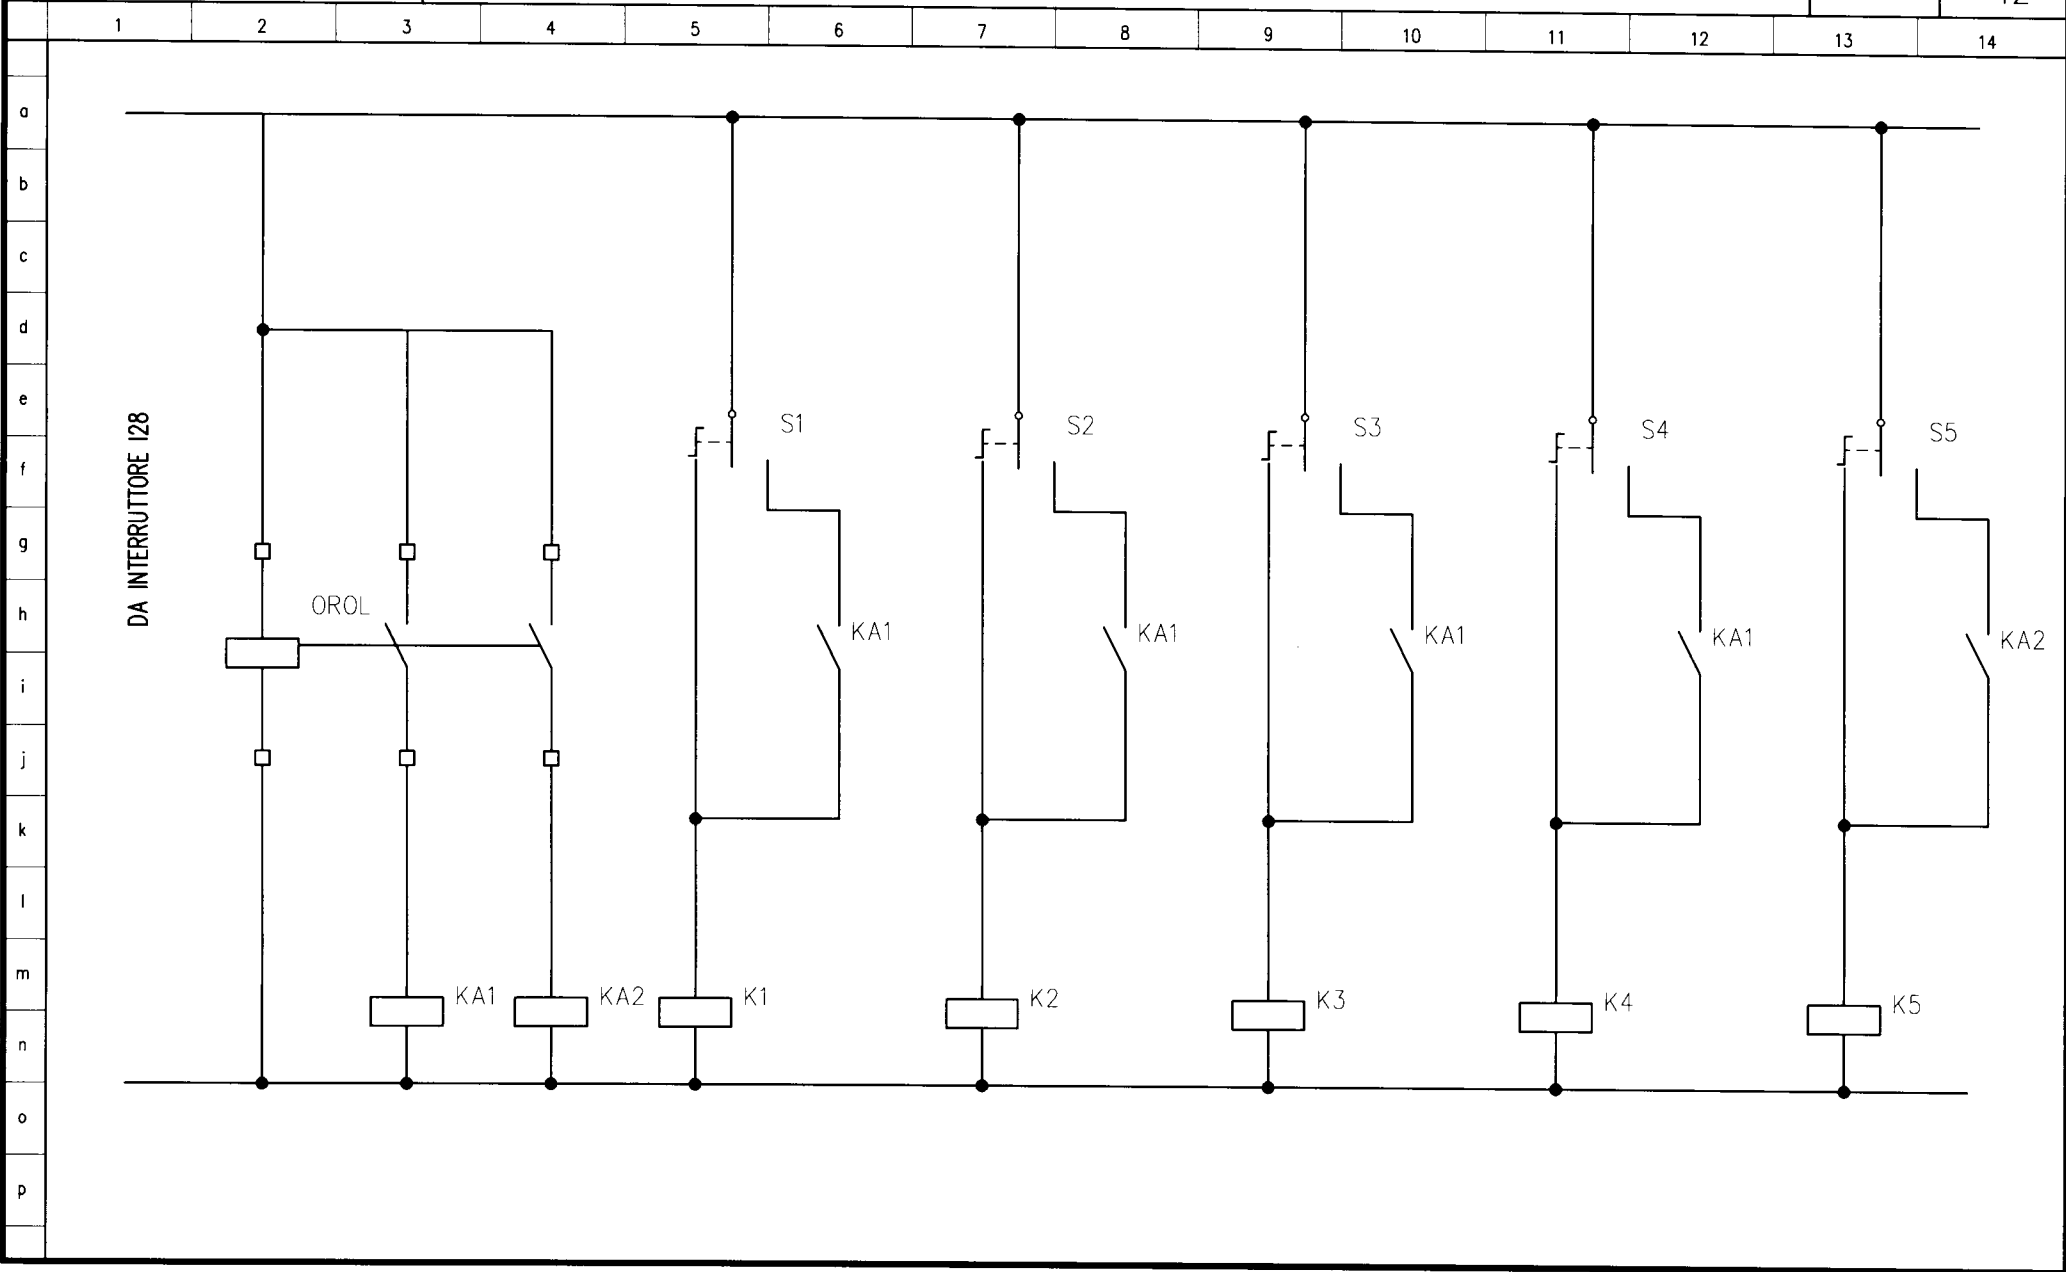 1 2 3 4 5 6 7 8 9 10 11 12 13 14
a
b
c
d
e
S1 S2 S3 S4 S5
f
DA INTERRUTTORE I28
g
h
OROL
KA1 KA1 KA1 KA1 KA2
i
j
k
l
m
KA1 KA2 K1 K2 K3 K4 K5
n
o
p